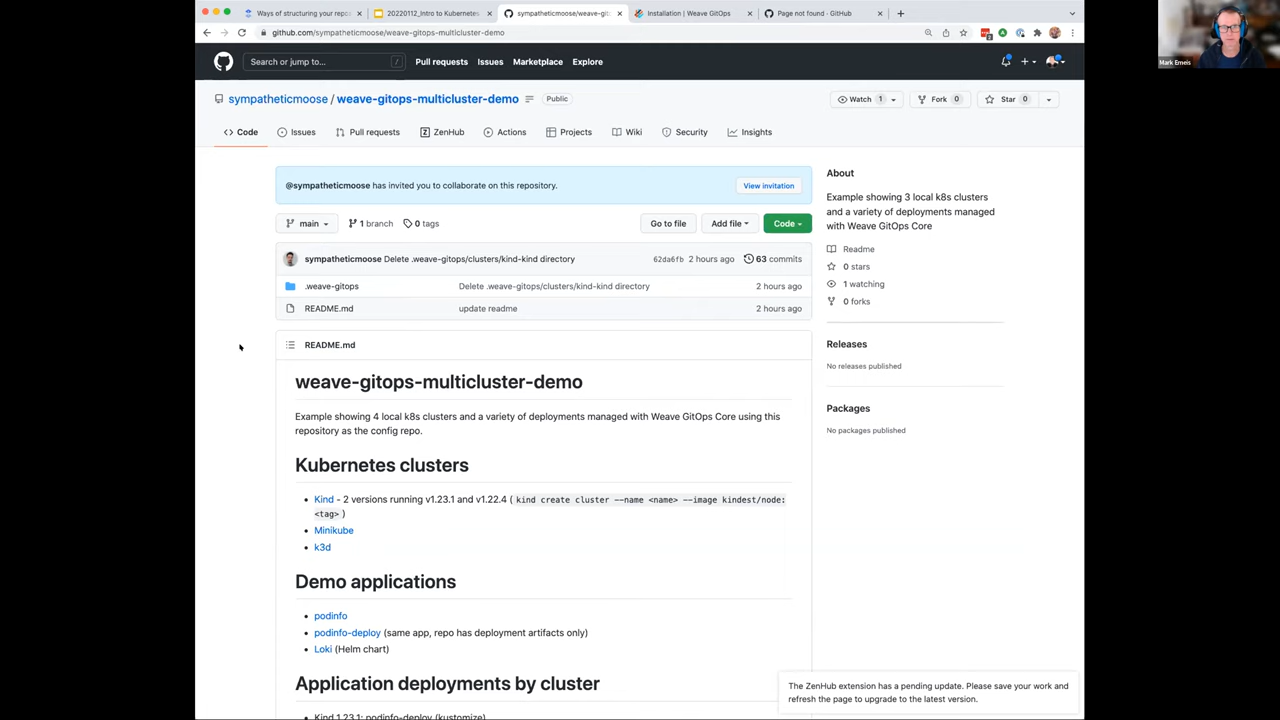 Ways of structuring your repo
20220112_Intro to Kubernetes
sympatheticmoose/weave-gito
Installation | Weave GitOps
Page not found · GitHub
github.com/sympatheticmoose/weave-gitops-multicluster-demo
Search or jump to... /
Pull requests Issues Marketplace Explore
Mark Emeis
sympatheticmoose / weave-gitops-multicluster-demo Public
Watch 1 Fork 0 Star 0
Code Issues Pull requests ZenHub Actions Projects Wiki Security Insights
@sympatheticmoose has invited you to collaborate on this repository. View invitation
main 1 branch 0 tags Go to file Add file Code
sympatheticmoose Delete .weave-gitops/clusters/kind-kind directory 62da6fb 2 hours ago 63 commits
.weave-gitops Delete .weave-gitops/clusters/kind-kind directory 2 hours ago
README.md update readme 2 hours ago
README.md
weave-gitops-multicluster-demo
Example showing 4 local k8s clusters and a variety of deployments managed with Weave GitOps Core using this
repository as the config repo.
Kubernetes clusters
Kind - 2 versions running v1.23.1 and v1.22.4 ( kind create cluster --name <name> --image kindest/node:
<tag> )
Minikube
k3d
Demo applications
podinfo
podinfo-deploy (same app, repo has deployment artifacts only)
Loki (Helm chart)
Application deployments by cluster
Kind 1.23.1: podinfo-deploy (kustomize)
About
Example showing 3 local k8s clusters
and a variety of deployments managed
with Weave GitOps Core
Readme
0 stars
1 watching
0 forks
Releases
No releases published
Packages
No packages published
The ZenHub extension has a pending update. Please save your work and
refresh the page to upgrade to the latest version.